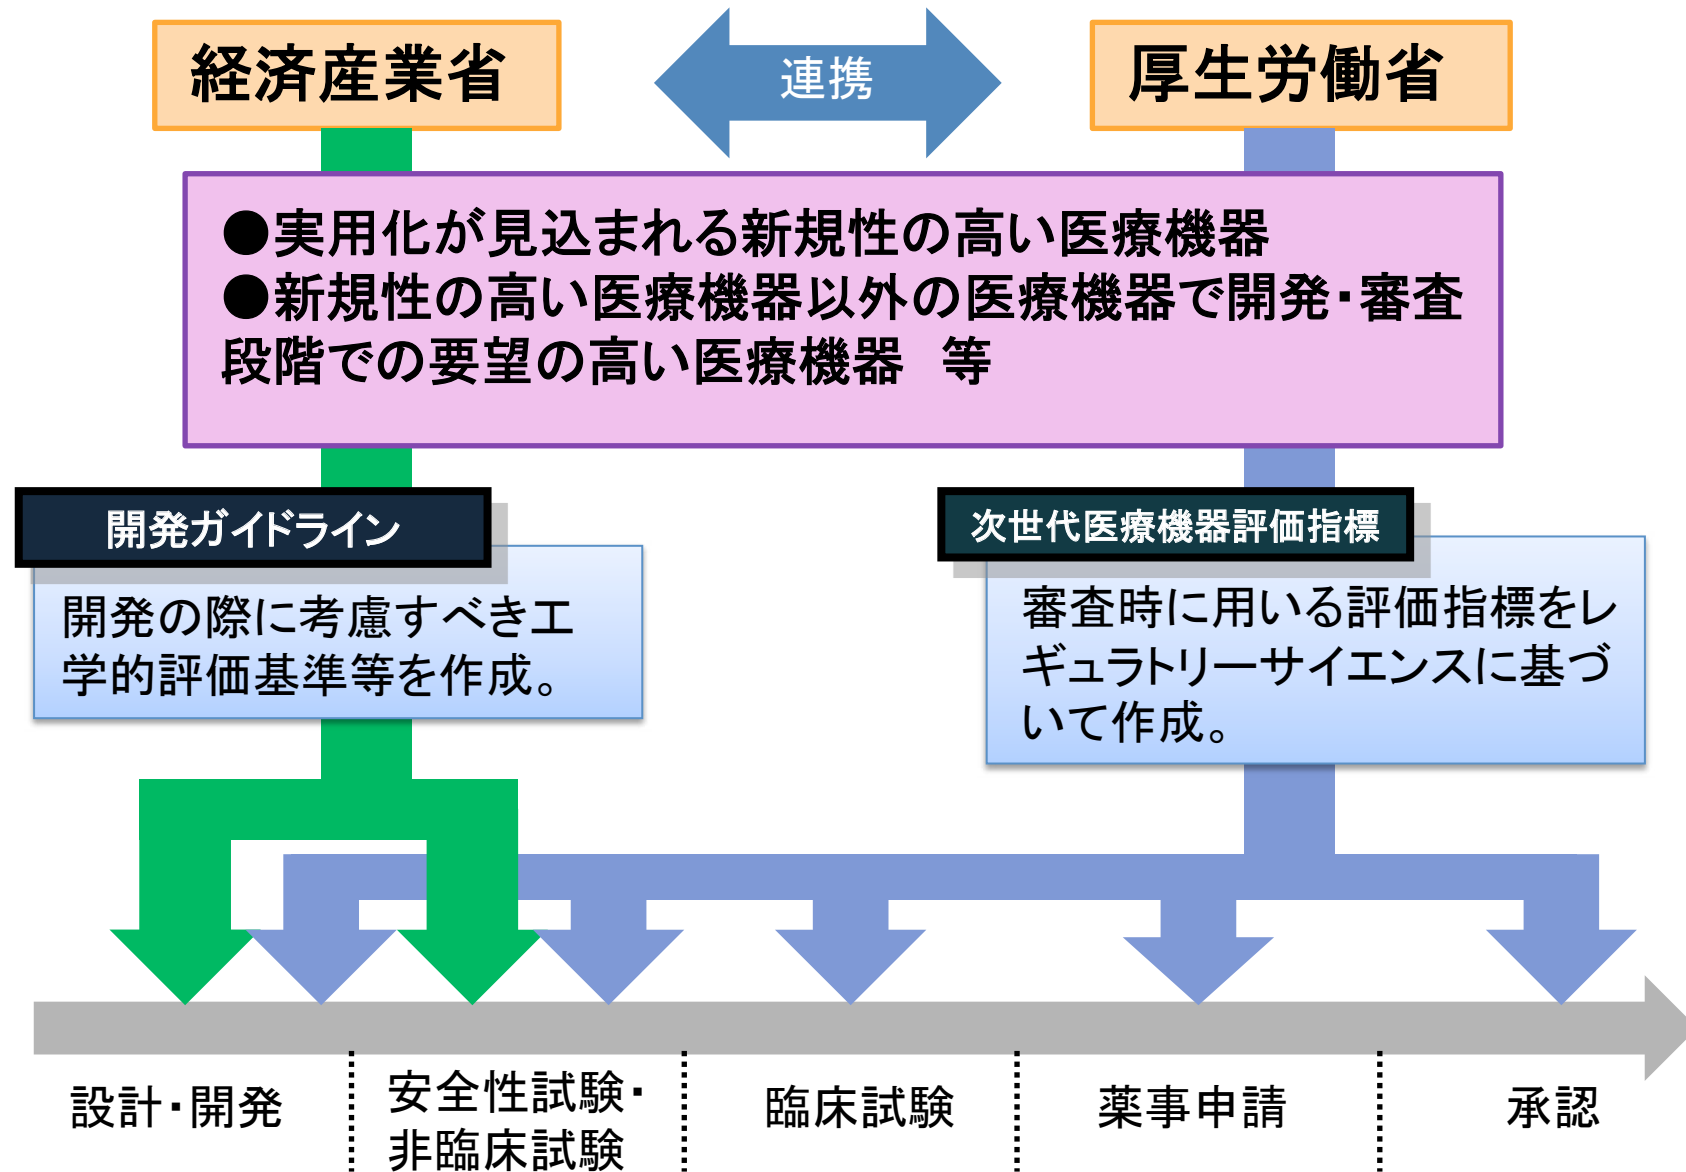 経済産業省
連携
厚生労働省
●実用化が見込まれる新規性の高い医療機器
●新規性の高い医療機器以外の医療機器で開発・審査
段階での要望の高い医療機器　等
開発ガイドライン
開発の際に考慮すべき工
学的評価基準等を作成。
次世代医療機器評価指標
審査時に用いる評価指標をレ
ギュラトリーサイエンスに基づ
いて作成。
設計・開発
安全性試験・
非臨床試験
臨床試験
薬事申請
承認